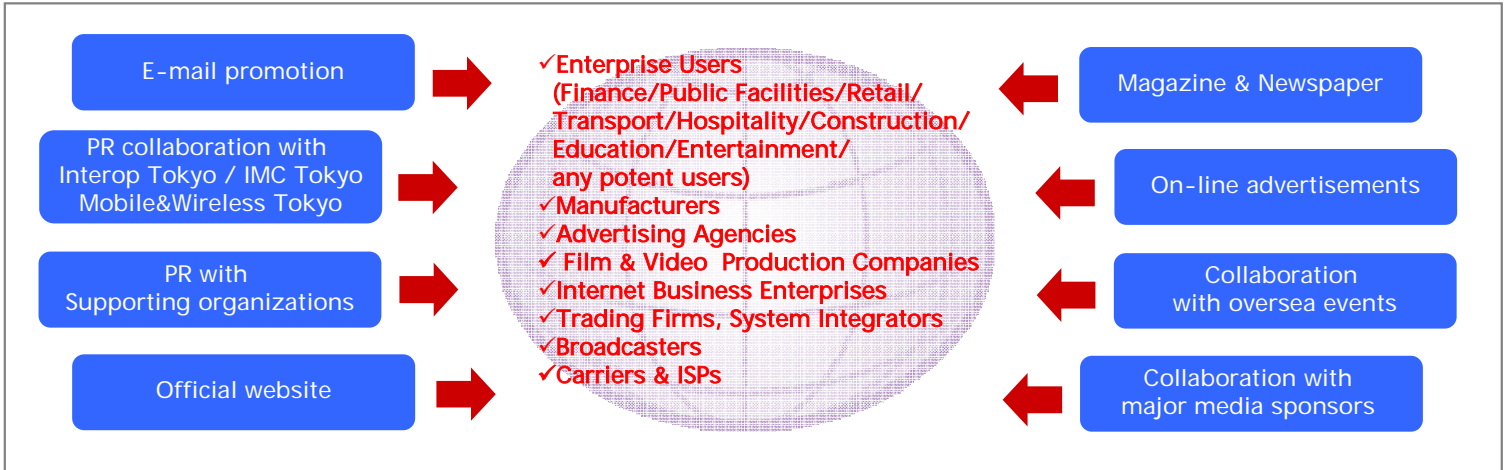 E-mail promotion
PR collaboration with
Interop Tokyo / IMC Tokyo
Mobile&Wireless Tokyo
PR with
Supporting organizations
Official website
✓Enterprise Users
(Finance/Public Facilities/Retail/
Transport/Hospitality/Construction/
Education/Entertainment/
any potent users)
✓Manufacturers
✓Advertising Agencies
✓ Film & Video Production Companies
✓Internet Business Enterprises
✓Trading Firms, System Integrators
✓Broadcasters
✓Carriers & ISPs
Magazine & Newspaper
On-line advertisements
Collaboration
with oversea events
Collaboration with
major media sponsors